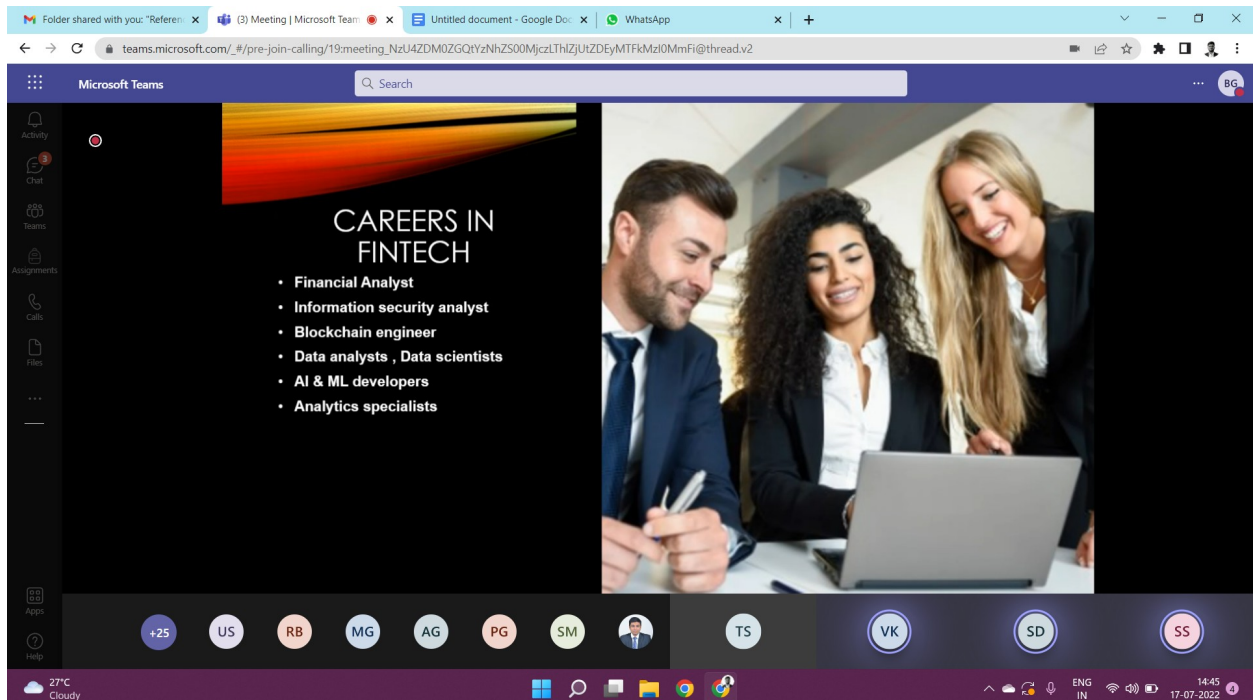 Folder shared with you: "Referen
(3) Meeting | Microsoft Team
Untitled document - Google Doc
WhatsApp
teams.microsoft.com/_#/pre-join-calling/19:meeting_NzU4ZDM0ZGQtYzNhZS00MjczLThlZjUtZDEyMTFkMzI0MmFi@thread.v2
Microsoft Teams
Search
BG
Activity
3
Chat
Teams
Assignments
Calls
Files
Apps
Help
CAREERS IN
FINTECH
• Financial Analyst
• Information security analyst
• Blockchain engineer
• Data analysts , Data scientists
• AI & ML developers
• Analytics specialists
+25
US
RB
MG
AG
PG
SM
TS
VK
SD
SS
27°C
Cloudy
ENG
IN
14:45
17-07-2022
4